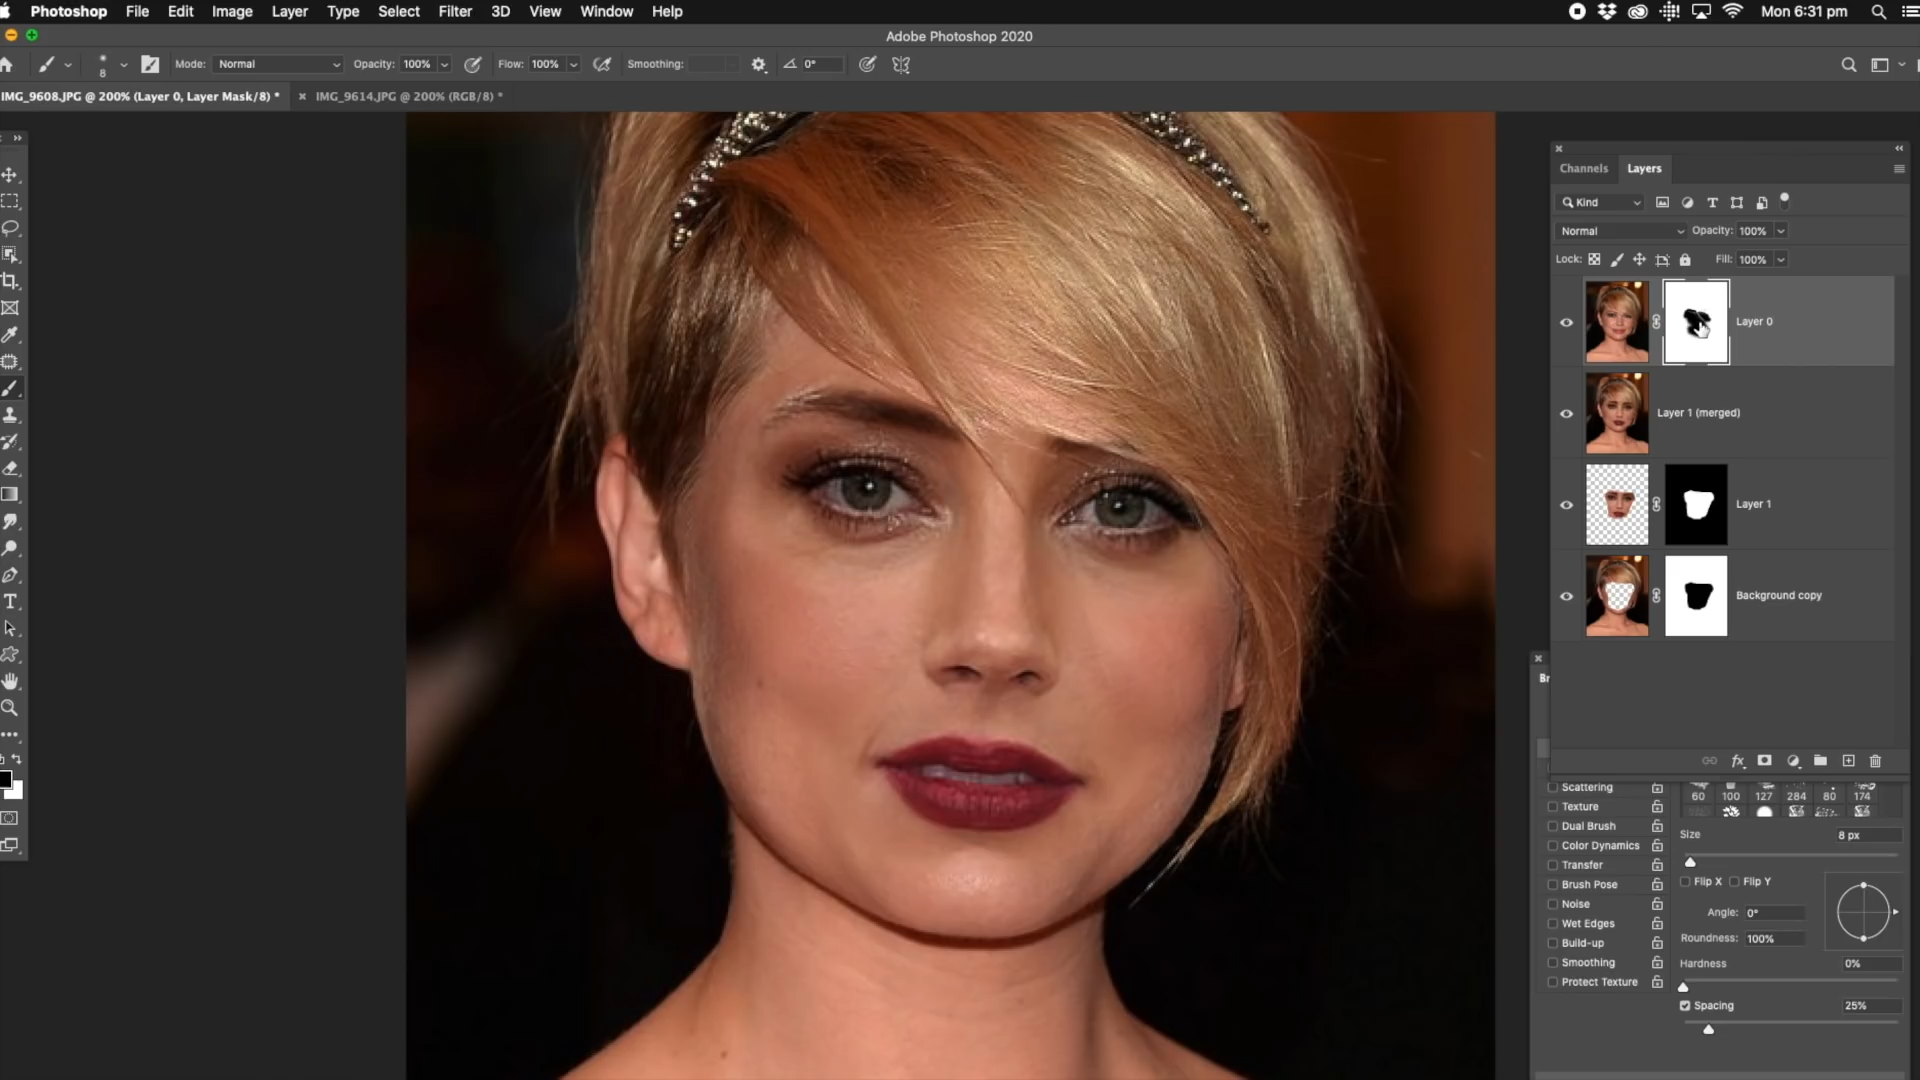 Photoshop File Edit Image Layer Type Select Filter 3D View Window Help Mon 6:31 pm
Adobe Photoshop 2020
8 Mode: Normal Opacity: 100% Flow: 100% Smoothing: 0°
IMG_9608.JPG @ 200% (Layer 0, Layer Mask/8) * IMG_9614.JPG @ 200% (RGB/8) *
Channels Layers
Kind
Normal Opacity: 100%
Lock: Fill: 100%
Layer 0
Layer 1 (merged)
Layer 1
Background copy
Br
fx
Scattering
60 100 127 284 80 174
Texture
Dual Brush
Size 8 px
Color Dynamics
Transfer
Flip X Flip Y
Brush Pose
Noise
Angle: 0°
Wet Edges
Roundness: 100%
Build-up
Smoothing
Hardness 0%
Protect Texture
Spacing 25%